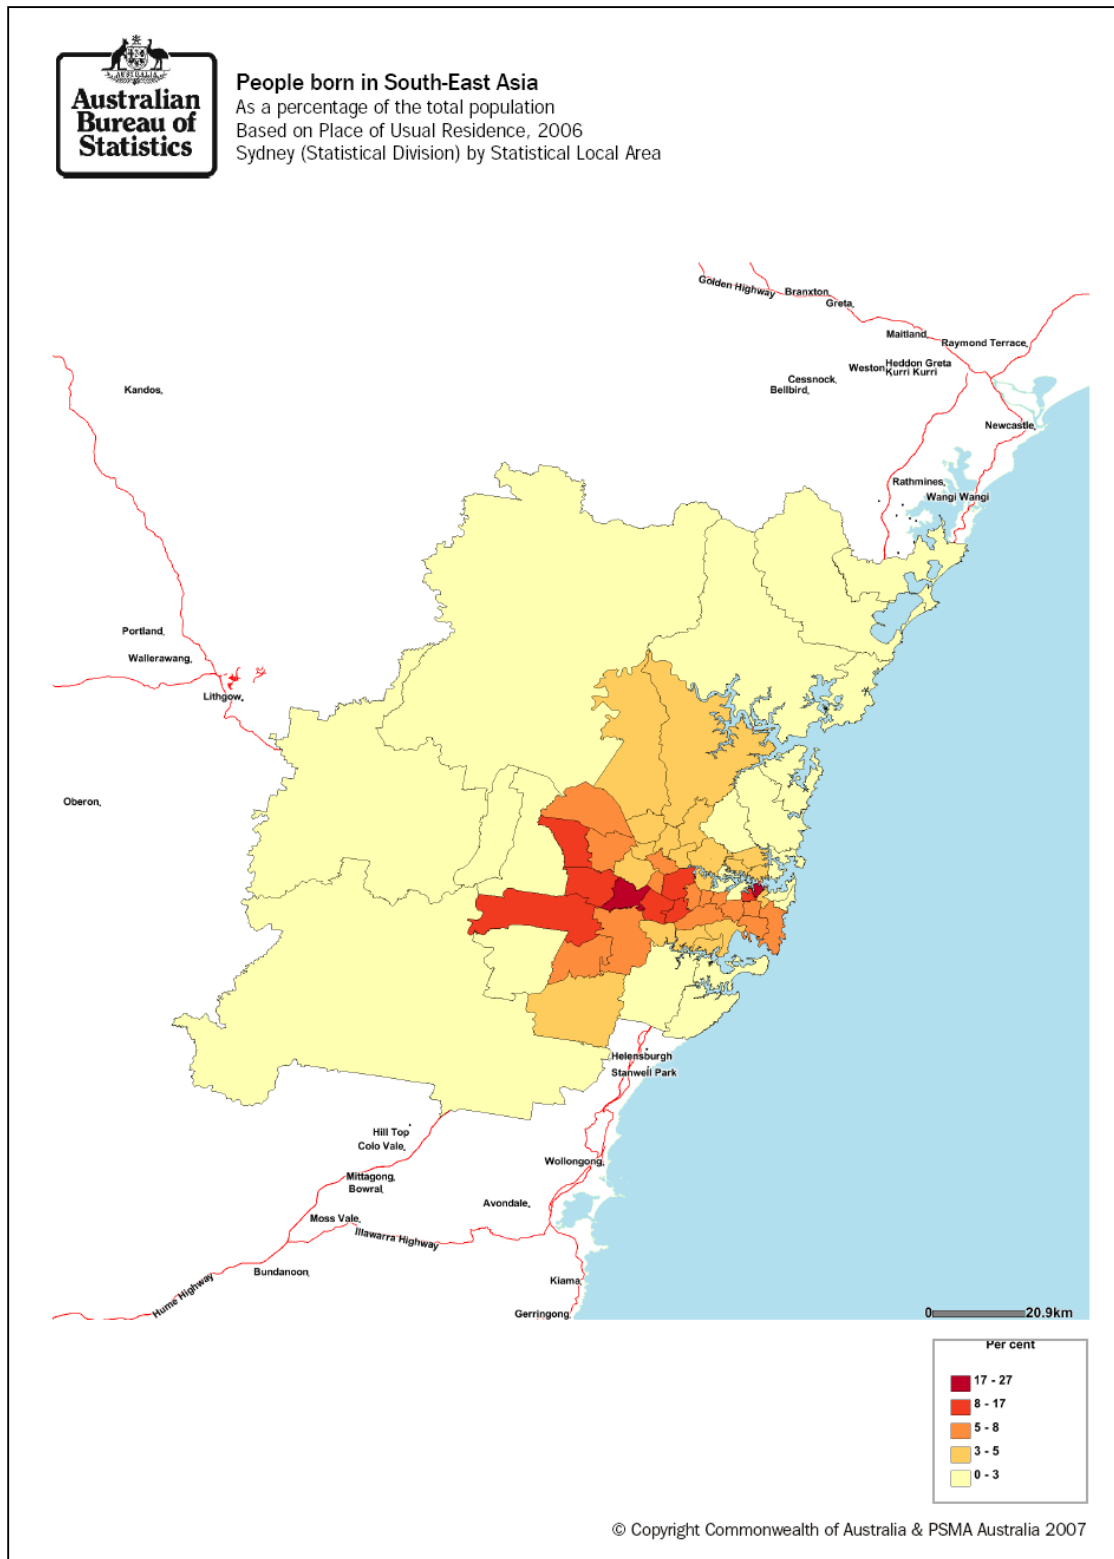 AUSTRALIA
Australian
Bureau of
Statistics
People born in South-East Asia
As a percentage of the total population
Based on Place of Usual Residence, 2006
Sydney (Statistical Division) by Statistical Local Area
Golden Highway
Branxton
Greta
Maitland
Raymond Terrace
Heddon Greta
Weston
Kurri Kurri
Cessnock
Bellbird
Kandos
Newcastle
Rathmines
Wangi Wangi
Portland
Wallerawang
Lithgow
Oberon
Helensburgh
Stanwell Park
Hill Top
Colo Vale
Wollongong
Mittagong
Bowral
Avondale
Moss Vale
Illawarra Highway
Bundanoon
Hume Highway
Kiama
Gerringong
0 20.9km
Per cent
17 - 27
8 - 17
5 - 8
3 - 5
0 - 3
© Copyright Commonwealth of Australia & PSMA Australia 2007